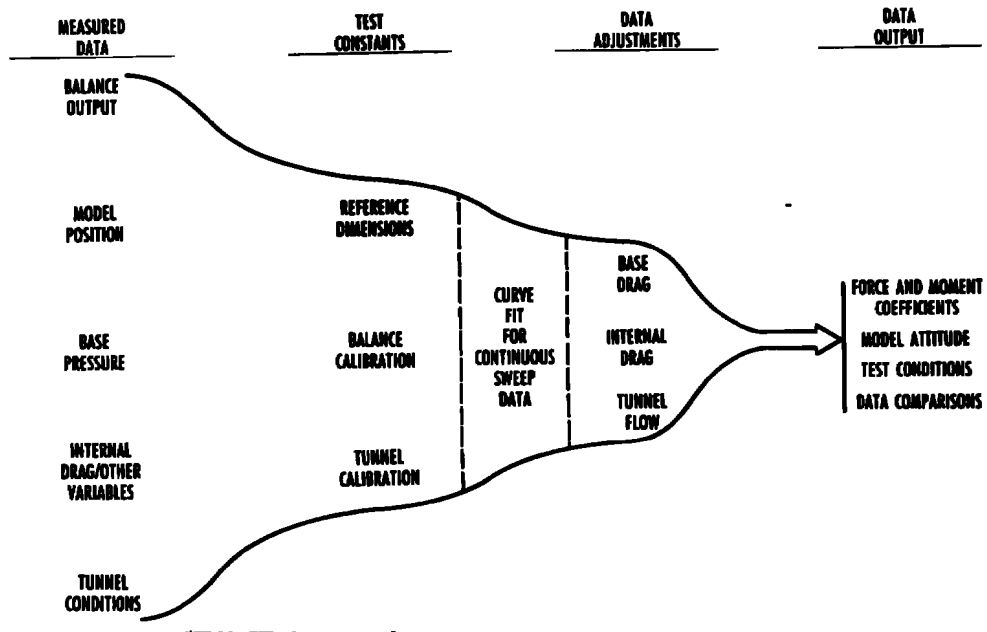 MEASURED
DATA
TEST
CONSTANTS
DATA
ADJUSTMENTS
DATA
OUTPUT
BALANCE
OUTPUT
MODEL
POSITION
BASE
PRESSURE
INTERNAL
DRAG/OTHER
VARIABLES
TUNNEL
CONDITIONS
REFERENCE
DIMENSIONS
BALANCE
CALIBRATION
TUNNEL
CALIBRATION
CURVE
FIT
FOR
CONTINUOUS
SWEEP
DATA
BASE
DRAG
INTERNAL
DRAG
TUNNEL
FLOW
FORCE AND MOMENT
COEFFICIENTS
MODEL ATTITUDE
TEST CONDITIONS
DATA COMPARISONS